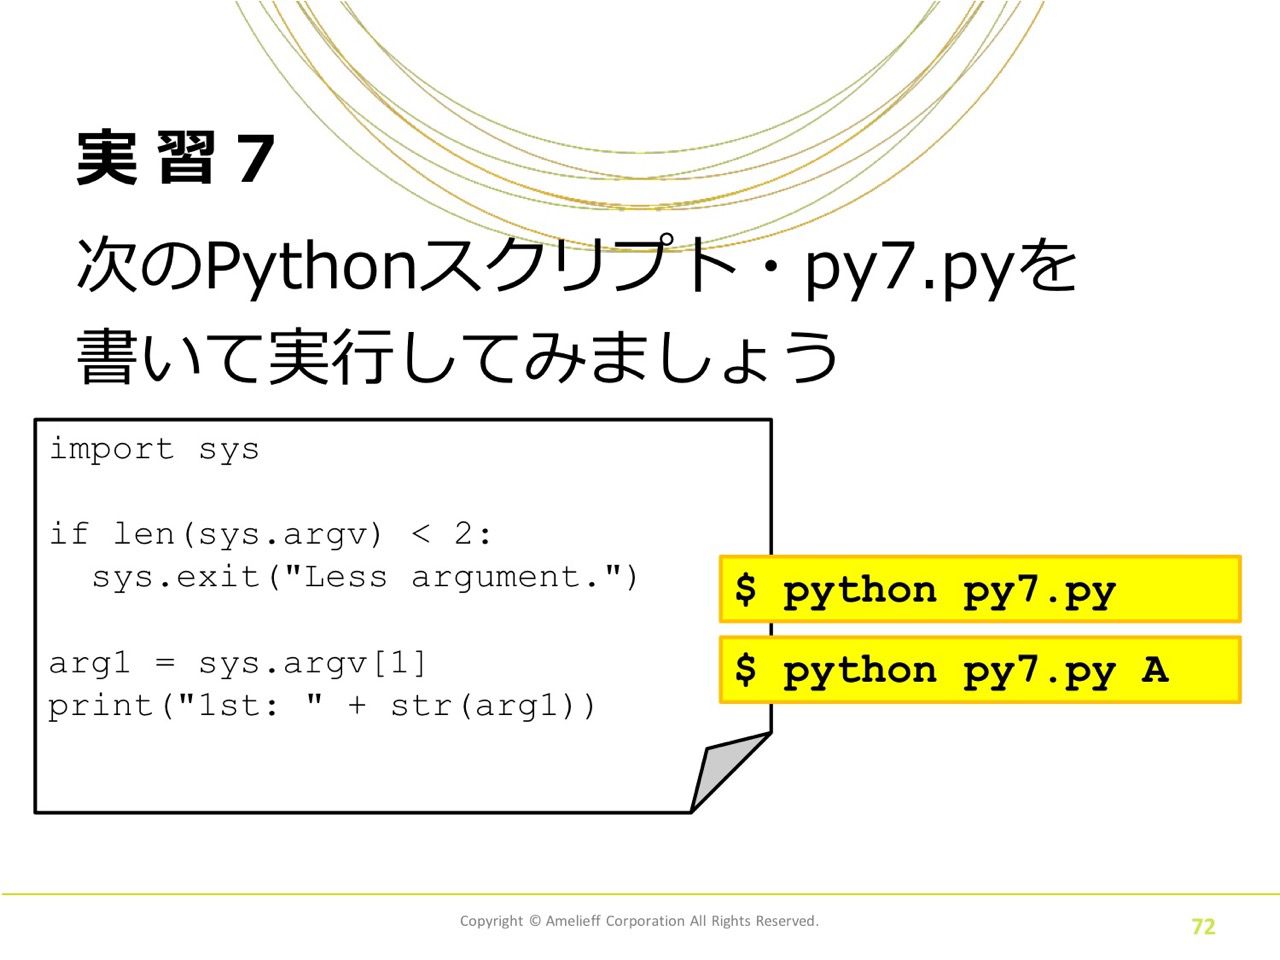 実習７
次のPythonスクリプト・py7.pyを
書いて実行してみましょう
import sys
if len(sys.argv) < 2:
  sys.exit("Less argument.")
arg1 = sys.argv[1]
print("1st: " + str(arg1))
$ python py7.py
$ python py7.py A
Copyright © Amelieff Corporation All Rights Reserved.
72